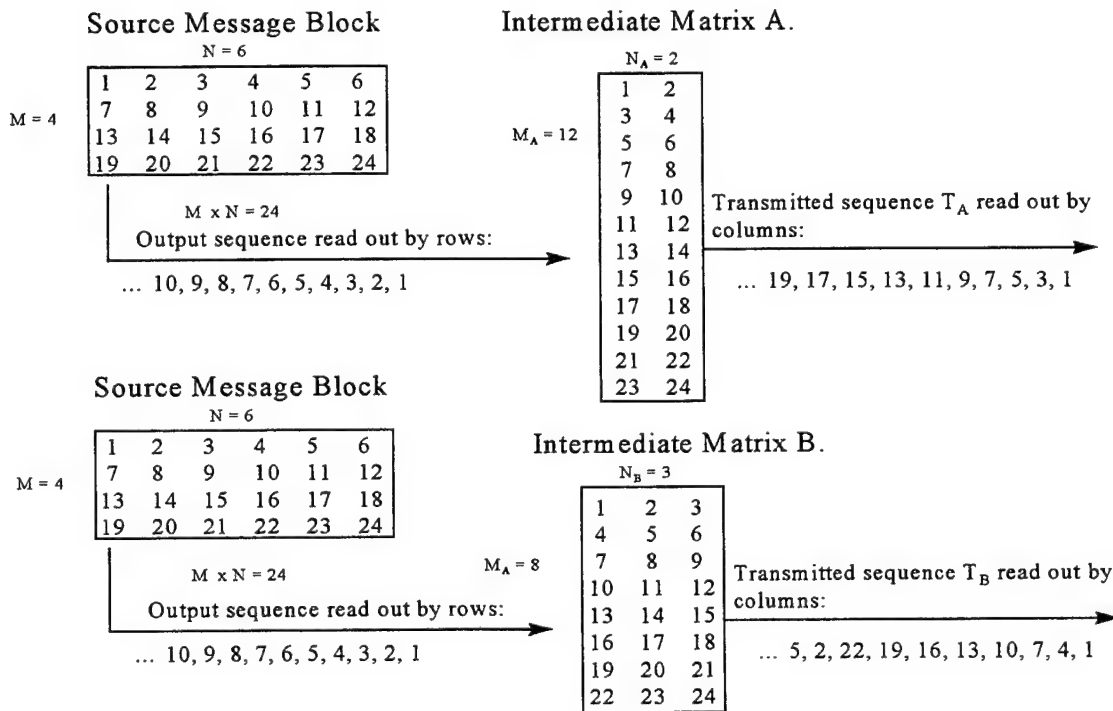 Source Message Block
N = 6
M = 4
1 2 3 4 5 6
7 8 9 10 11 12
13 14 15 16 17 18
19 20 21 22 23 24
M x N = 24
Output sequence read out by rows:
... 10, 9, 8, 7, 6, 5, 4, 3, 2, 1
Intermediate Matrix A.
N_A = 2
M_A = 12
1 2
3 4
5 6
7 8
9 10
11 12
13 14
15 16
17 18
19 20
21 22
23 24
Transmitted sequence T_A read out by
columns:
... 19, 17, 15, 13, 11, 9, 7, 5, 3, 1
Source Message Block
N = 6
M = 4
1 2 3 4 5 6
7 8 9 10 11 12
13 14 15 16 17 18
19 20 21 22 23 24
M x N = 24
Output sequence read out by rows:
... 10, 9, 8, 7, 6, 5, 4, 3, 2, 1
Intermediate Matrix B.
N_B = 3
M_A = 8
1 2 3
4 5 6
7 8 9
10 11 12
13 14 15
16 17 18
19 20 21
22 23 24
Transmitted sequence T_B read out by
columns:
... 5, 2, 22, 19, 16, 13, 10, 7, 4, 1